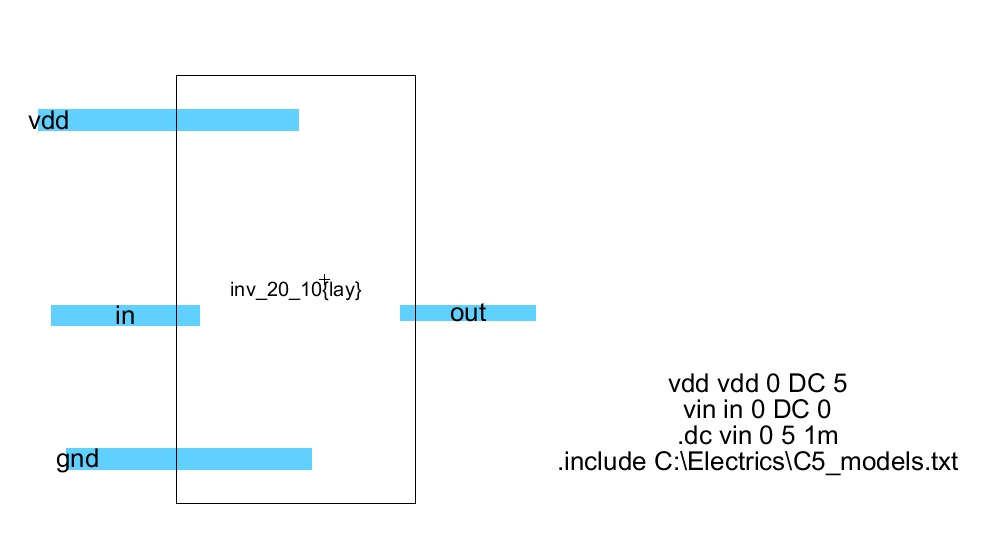 vdd
inv_20_10{lay}
in
out
vdd vdd 0 DC 5
vin in 0 DC 0
.dc vin 0 5 1m
.include C:\Electrics\C5_models.txt
gnd